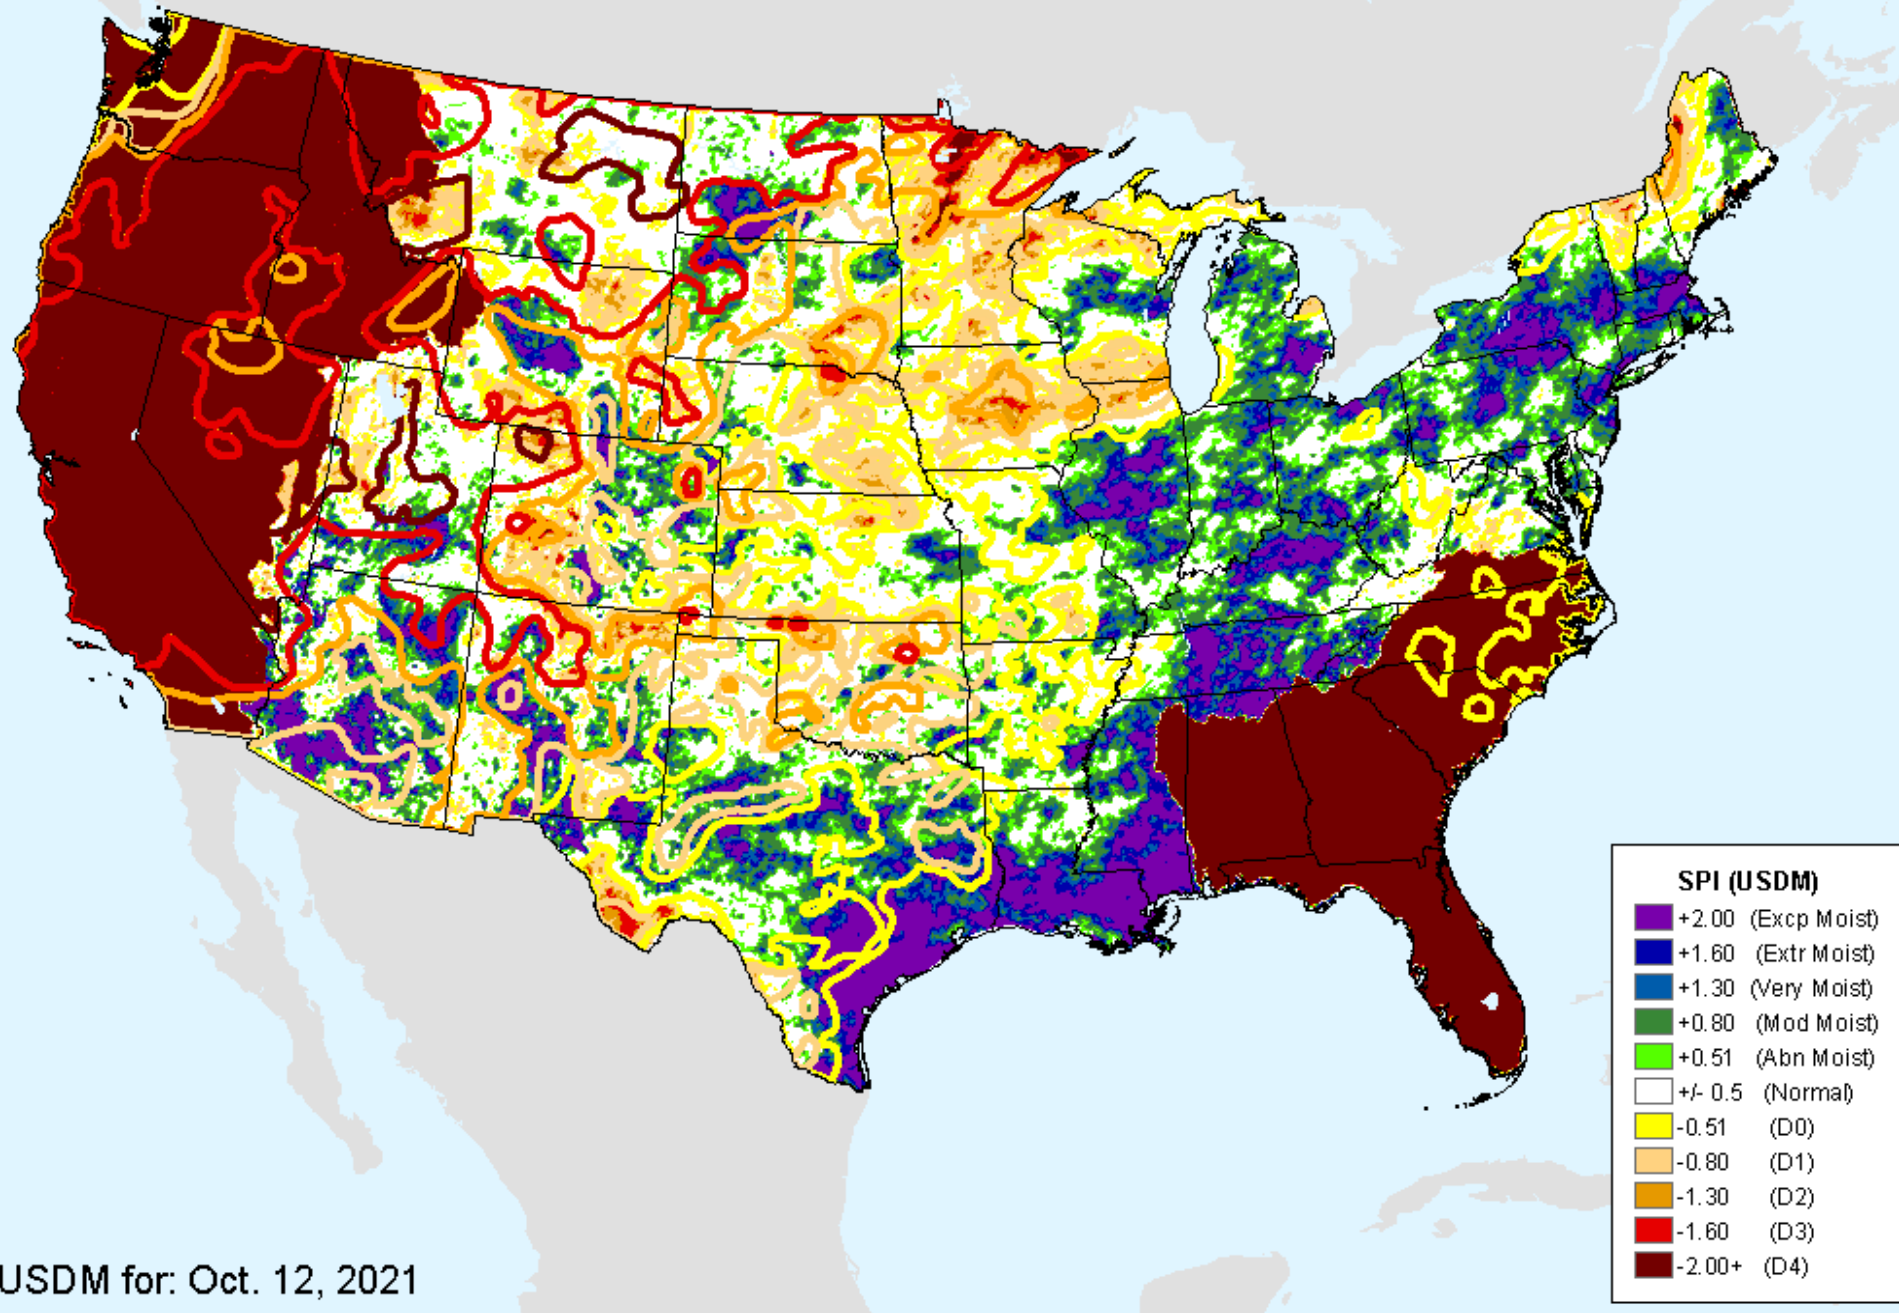 SPI (USDM)
+2.00 (Excp Moist)
+1.60 (Extr Moist)
+1.30 (Very Moist)
+0.80 (Mod Moist)
+0.51 (Abn Moist)
+/- 0.5 (Normal)
-0.51 (D0)
-0.80 (D1)
-1.30 (D2)
-1.60 (D3)
-2.00+ (D4)
USDM for: Oct. 12, 2021